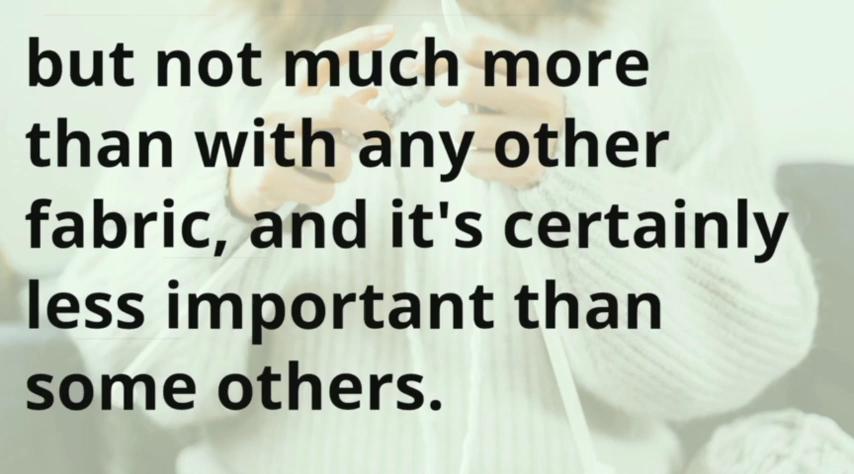 but not much more
than with any other
fabric, and it's certainly
less important than
some others.